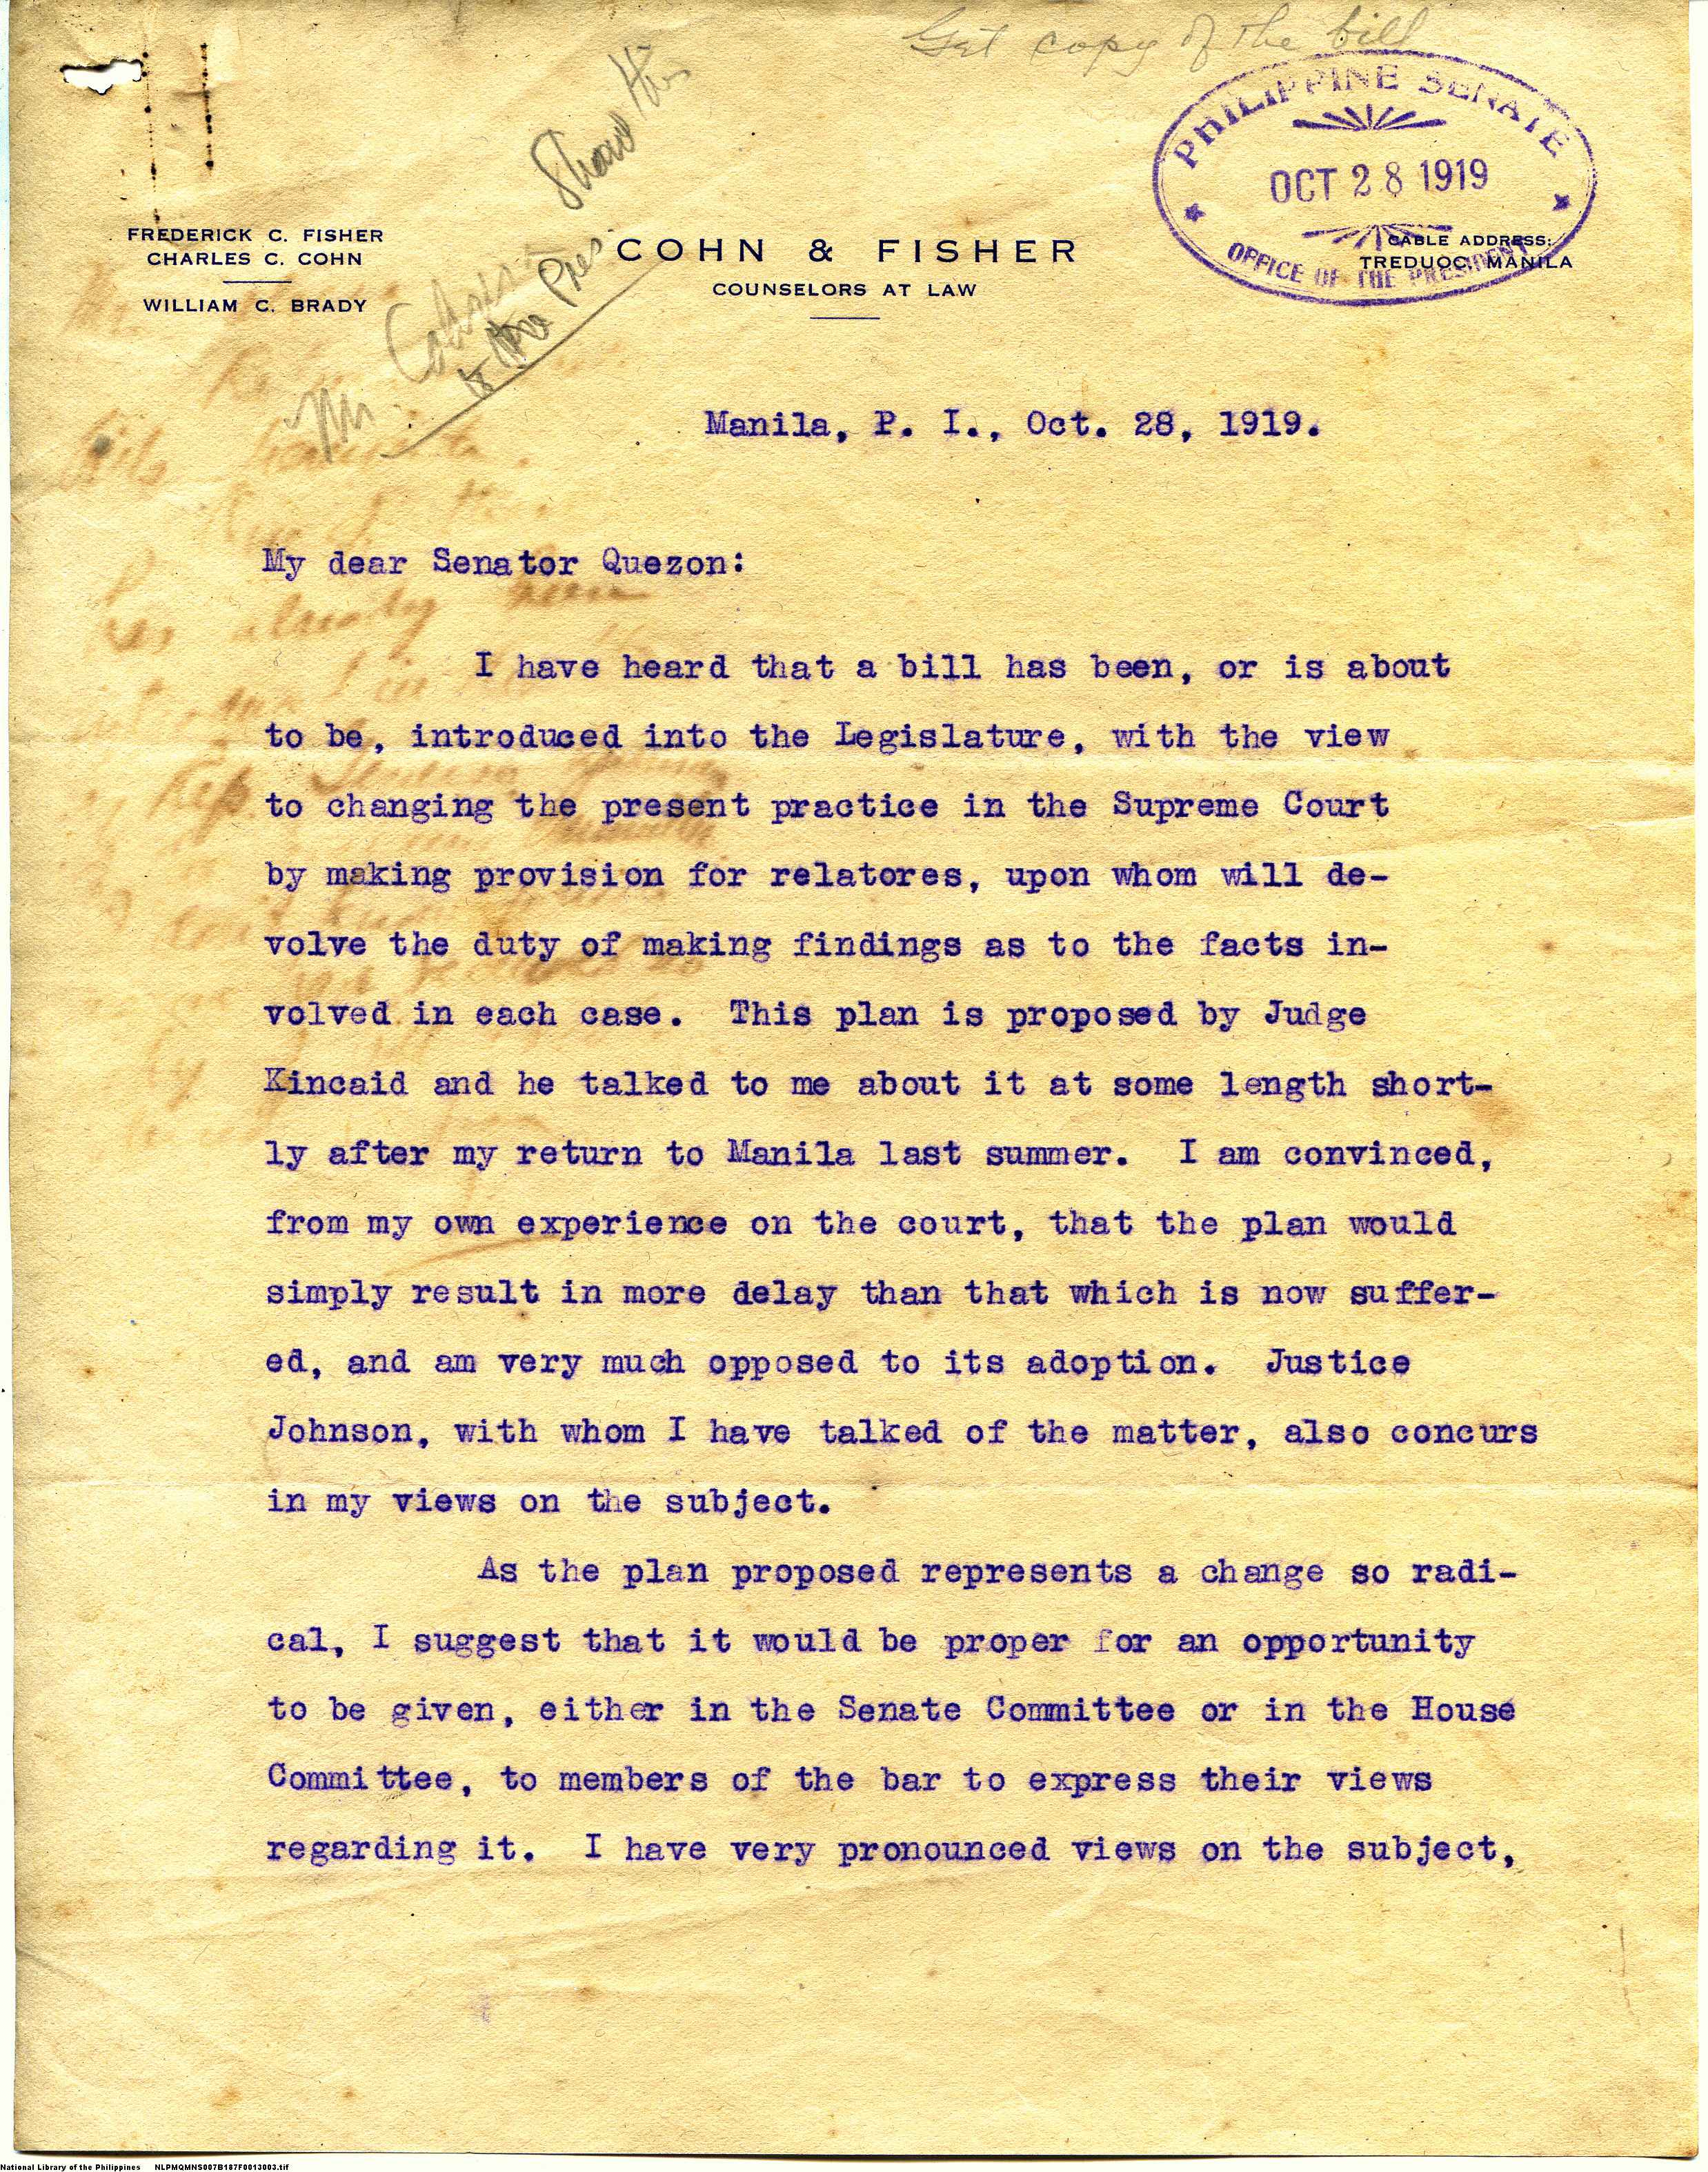 Get copy of the bill
PHILIPPINE SENATE
OCT 28 1919
OFFICE OF THE PRESIDENT
Show this
to the Pres.
Mr.
FREDERICK C. FISHER
CHARLES C. COHN
WILLIAM C. BRADY
COHN & FISHER
COUNSELORS AT LAW
CABLE ADDRESS:
TREDUOC, MANILA
Manila, P. I., Oct. 28, 1919.
My dear Senator Quezon:
I have heard that a bill has been, or is about
to be, introduced into the Legislature, with the view
to changing the present practice in the Supreme Court
by making provision for relatores, upon whom will de-
volve the duty of making findings as to the facts in-
volved in each case. This plan is proposed by Judge
Kincaid and he talked to me about it at some length short-
ly after my return to Manila last summer. I am convinced,
from my own experience on the court, that the plan would
simply result in more delay than that which is now suffer-
ed, and am very much opposed to its adoption. Justice
Johnson, with whom I have talked of the matter, also concurs
in my views on the subject.
As the plan proposed represents a change so radi-
cal, I suggest that it would be proper for an opportunity
to be given, either in the Senate Committee or in the House
Committee, to members of the bar to express their views
regarding it. I have very pronounced views on the subject,
National Library of the Philippines NLPMQMNS007B187F0013003.tif